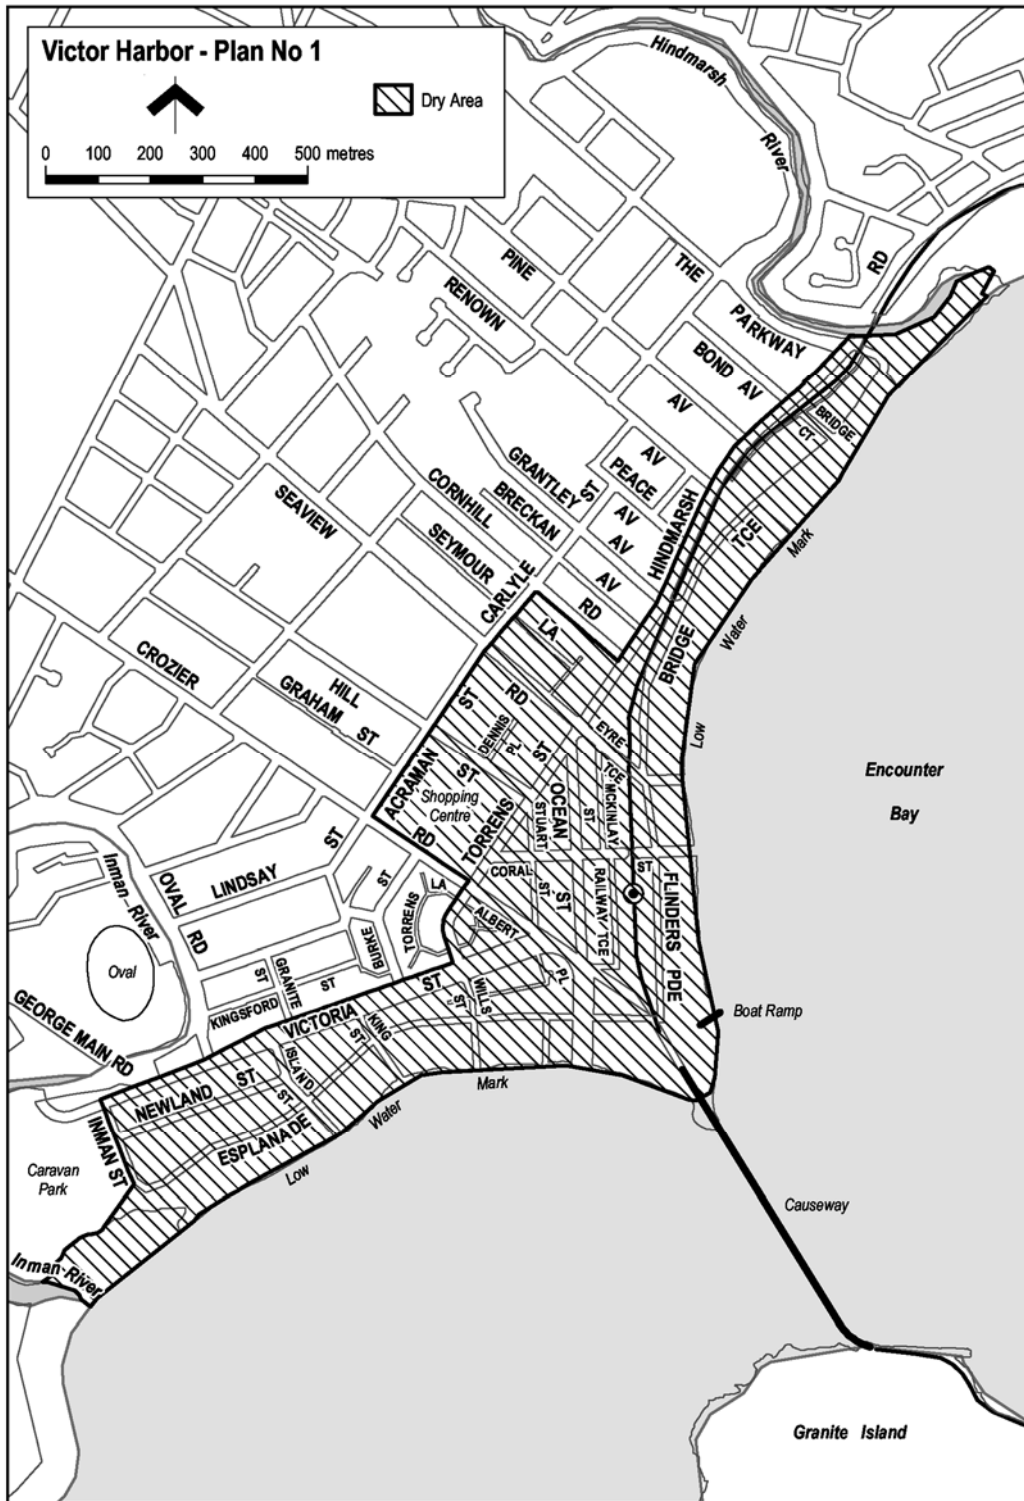 Victor Harbor - Plan No 1
Dry Area
0 100 200 300 400 500 metres
Hindmarsh
River
RD
THE
PARKWAY
PINE
RENOWN
BOND AV
AV
BRIDGE
CT
AV
PEACE
GRANTLEY
ST
BRECKAN
AV
AV
CORNHILL
SEYMOUR
SEAVIEW
HINDMARSH
TCE
Mark
CARLYLE
AV
RD
Water
LA
BRIDGE
CROZIER
HILL
GRAHAM ST
ST
RD
DENNIS
PL
ST
EYRE
Low
Encounter
Bay
ACRAMAN
ST
Shopping
Centre
RD
TORRENS
OCEAN
STUART
ST
TCE
MCKINLAY
ST
Inman River
OVAL
RD
LINDSAY
ST
ST
CORAL
ST
ST
RAILWAY TCE
ST
FLINDERS PDE
LA
TORRENS
ALBERT
BURKE
Oval
ST
GRANITE
ST
KINGSFORD
GEORGE MAIN RD
VICTORIA
ST
KING
ST
WILLS
ST
PL
Boat Ramp
NEWLAND ST
ISLAND
ST
ESPLANADE
INMAN ST
Mark
Water
Low
Caravan
Park
Causeway
Inman River
Granite Island